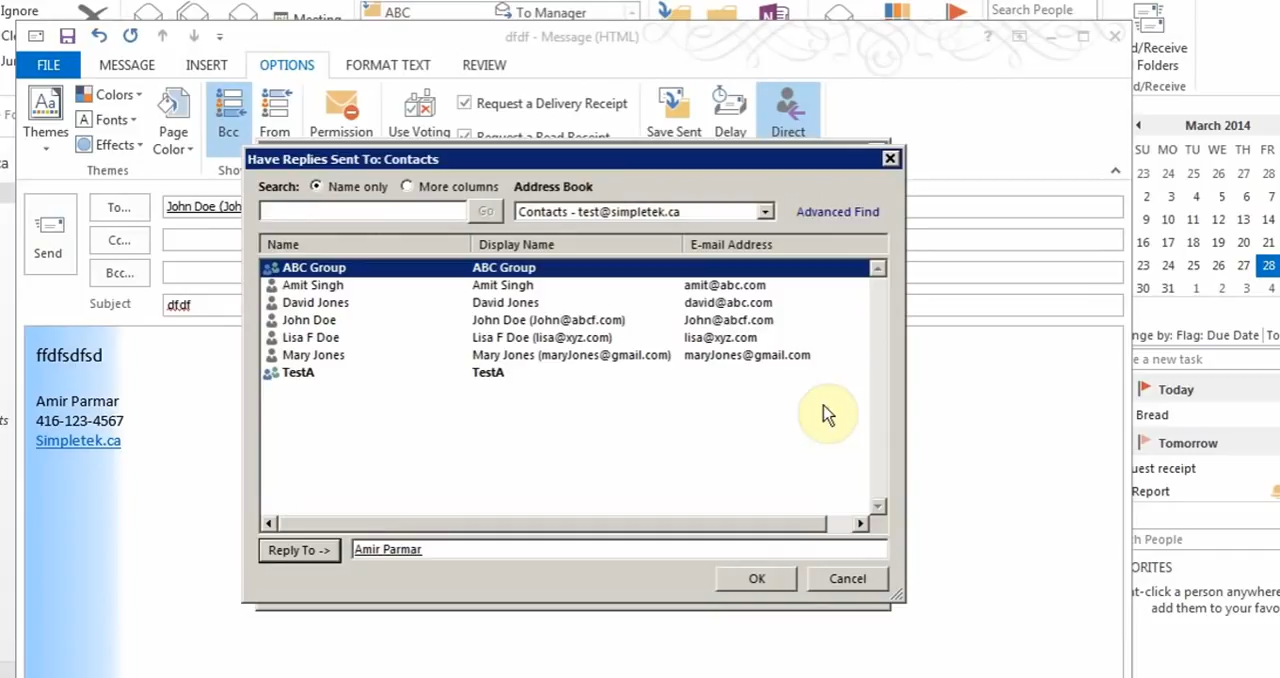 Ignore
Meeting
ABC
To Manager
Search People
dfdf - Message (HTML)
?
d/Receive
Folders
d/Receive
FILE
MESSAGE
INSERT
OPTIONS
FORMAT TEXT
REVIEW
Aa
Themes
Colors
A Fonts
Effects
Page
Color
Themes
Bcc
From
Permission
Use Voting
Request a Delivery Receipt
Request a Read Receipt
Save Sent
Delay
Direct
Sho
Have Replies Sent To: Contacts
Search:
Name only
More columns
Address Book
Go
Contacts - test@simpletek.ca
Advanced Find
Name Display Name E-mail Address
ABC Group ABC Group
Amit Singh Amit Singh amit@abc.com
David Jones David Jones david@abc.com
John Doe John Doe (John@abcf.com) John@abcf.com
Lisa F Doe Lisa F Doe (lisa@xyz.com) lisa@xyz.com
Mary Jones Mary Jones (maryJones@gmail.com) maryJones@gmail.com
TestA TestA
Reply To ->
Amir Parmar
OK
Cancel
Send
To...
John Doe (Joh
Cc...
Bcc...
Subject
dfdf
ffdfsdfsd
Amir Parmar
416-123-4567
Simpletek.ca
March 2014
SU MO TU WE TH FR
23 24 25 26 27 28
2 3 4 5 6 7
9 10 11 12 13 14
16 17 18 19 20 21
23 24 25 26 27 28
30 31 1 2 3 4
nge by: Flag: Due Date To
e a new task
Today
Bread
Tomorrow
uest receipt
Report
ch People
ORITES
nt-click a person anywhere
add them to your favo